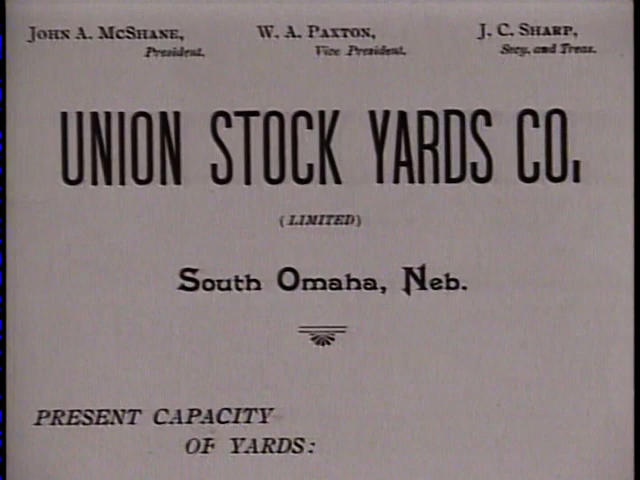 John A. McShane, W. A. Paxton, J. C. Sharp,
President. Vice President. Secy. and Treas.
UNION STOCK YARDS CO.
(LIMITED)
South Omaha, Neb.
PRESENT CAPACITY
OF YARDS: